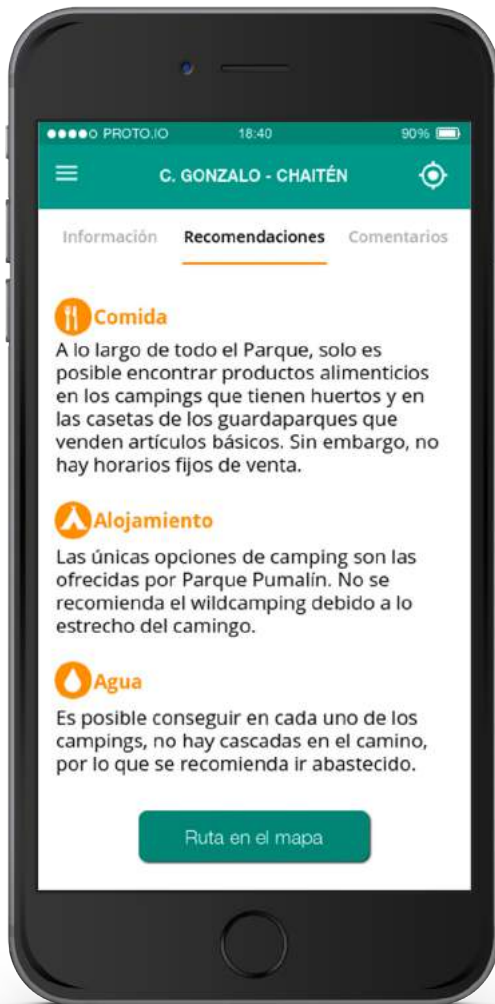 PROTO.IO 18:40 90%
C. GONZALO - CHAITÉN
Información Recomendaciones Comentarios
Comida
A lo largo de todo el Parque, solo es
posible encontrar productos alimenticios
en los campings que tienen huertos y en
las casetas de los guardaparques que
venden artículos básicos. Sin embargo, no
hay horarios fijos de venta.
Alojamiento
Las únicas opciones de camping son las
ofrecidas por Parque Pumalín. No se
recomienda el wildcamping debido a lo
estrecho del camingo.
Agua
Es posible conseguir en cada uno de los
campings, no hay cascadas en el camino,
por lo que se recomienda ir abastecido.
Ruta en el mapa